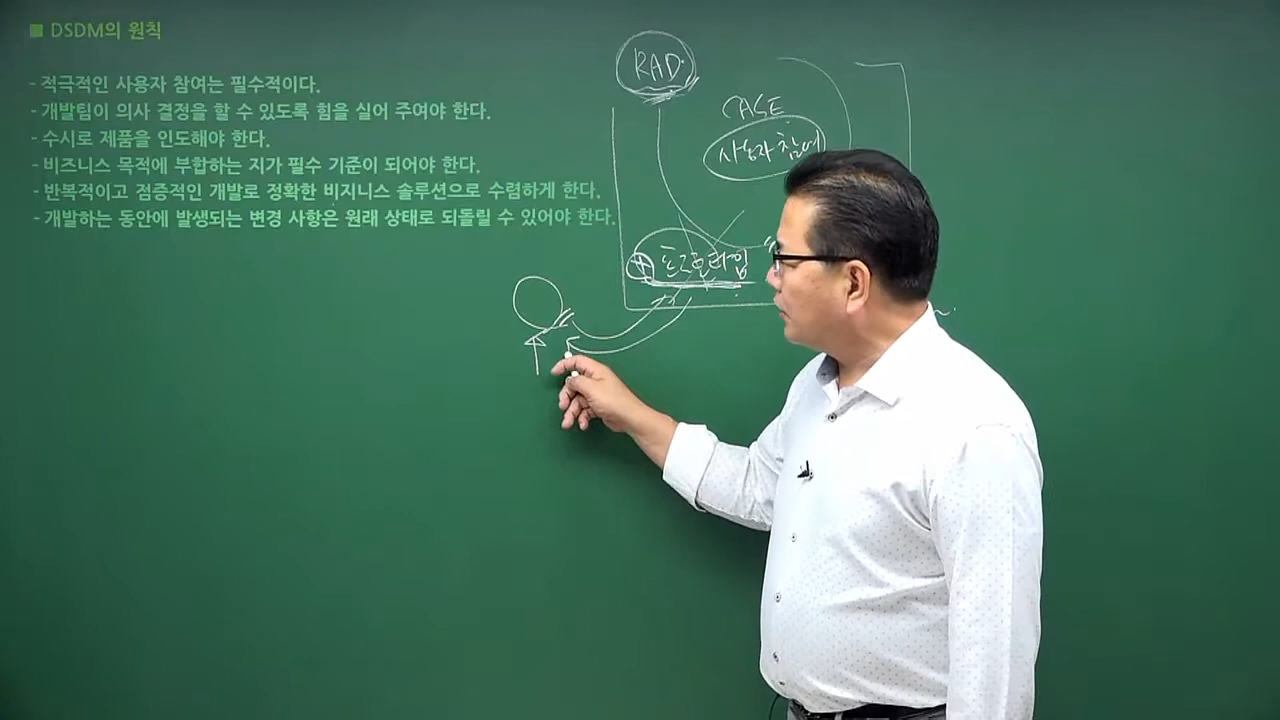 ■ DSDM의 원칙
- 적극적인 사용자 참여는 필수적이다.
- 개발팀이 의사 결정을 할 수 있도록 힘을 실어 주여야 한다.
- 수시로 제품을 인도해야 한다.
- 비즈니스 목적에 부합하는 지가 필수 기준이 되어야 한다.
- 반복적이고 점증적인 개발로 정확한 비지니스 솔루션으로 수렴하게 한다.
- 개발하는 동안에 발생되는 변경 사항은 원래 상태로 되돌릴 수 있어야 한다.
RAD
CASE
사용자 참여
프로토타입